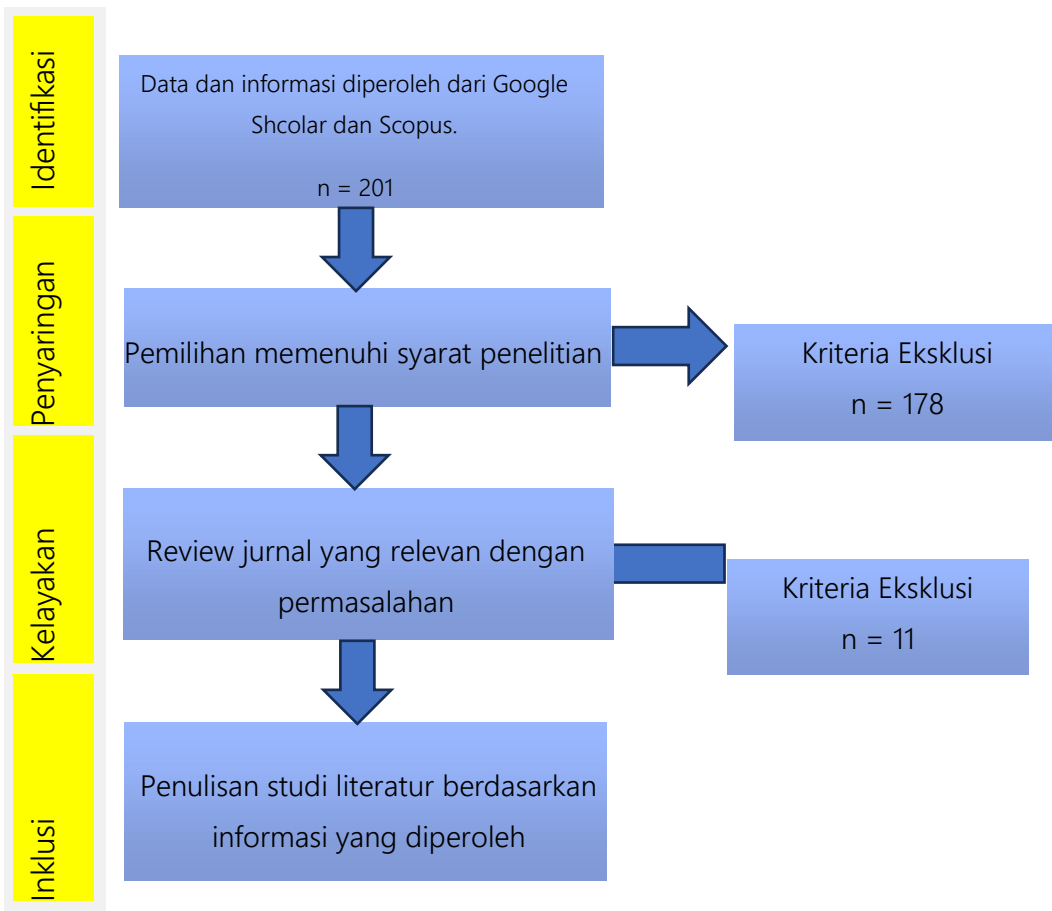 Identifikasi
Data dan informasi diperoleh dari Google
Shcolar dan Scopus.
n = 201
Penyaringan
Pemilihan memenuhi syarat penelitian
Kriteria Eksklusi
n = 178
Kelayakan
Review jurnal yang relevan dengan
permasalahan
Kriteria Eksklusi
n = 11
Inklusi
Penulisan studi literatur berdasarkan
informasi yang diperoleh